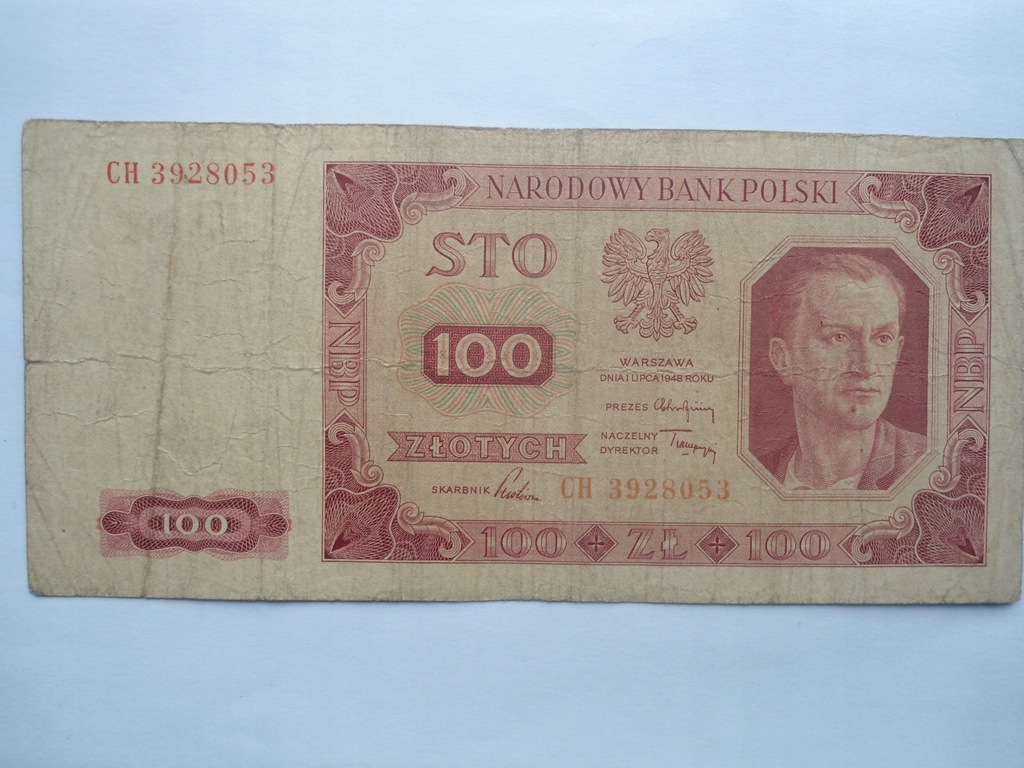 CH 3928053
NARODOWY BANK POLSKI
STO
100
ZŁOTYCH
WARSZAWA
DNIA 1 LIPCA 1948 ROKU
PREZES
NACZELNY
DYREKTOR
SKARBNIK
CH 3928053
NBP
NBP
100
100 ZŁ 100